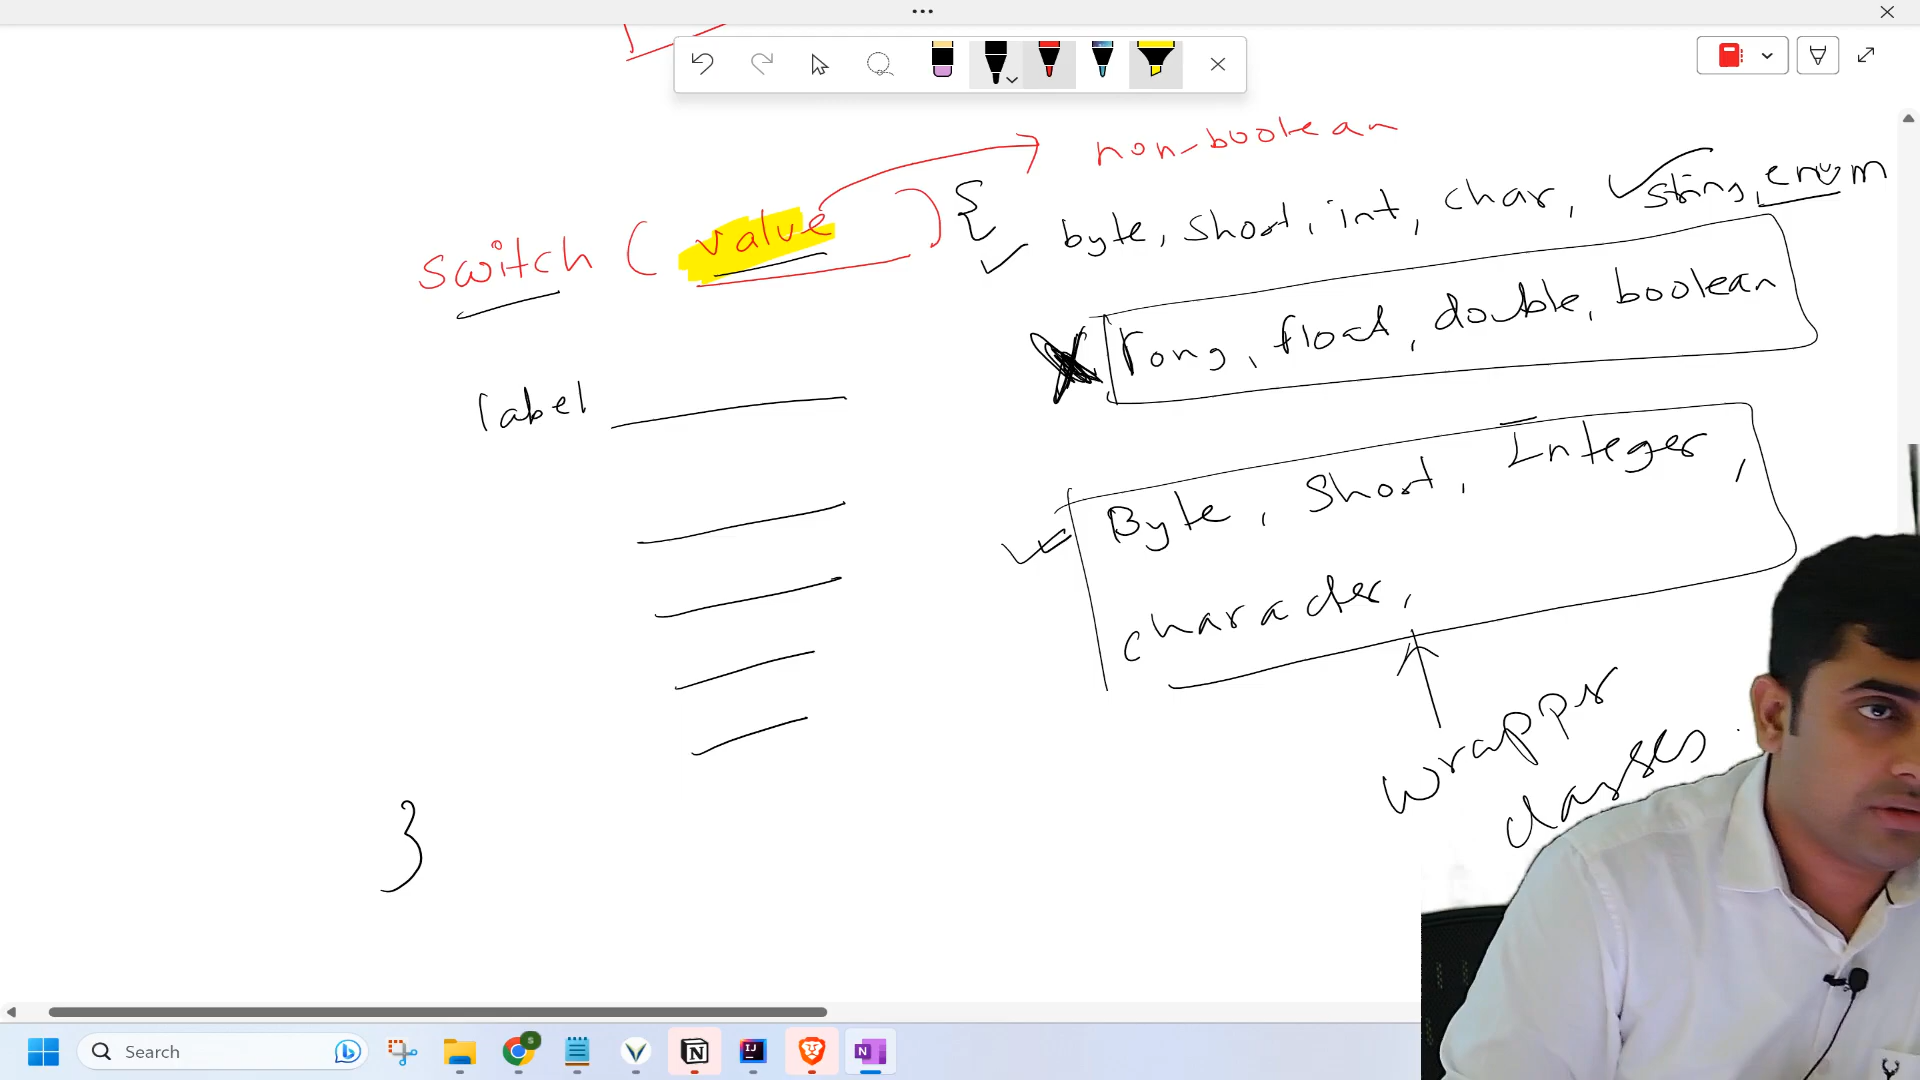 non-boolean
switch ( value ) {
byte, short, int, char, string, enum
long, float, double, boolean
label
Byte, Short, Integer,
character,
wrapper
classes.
}
Search